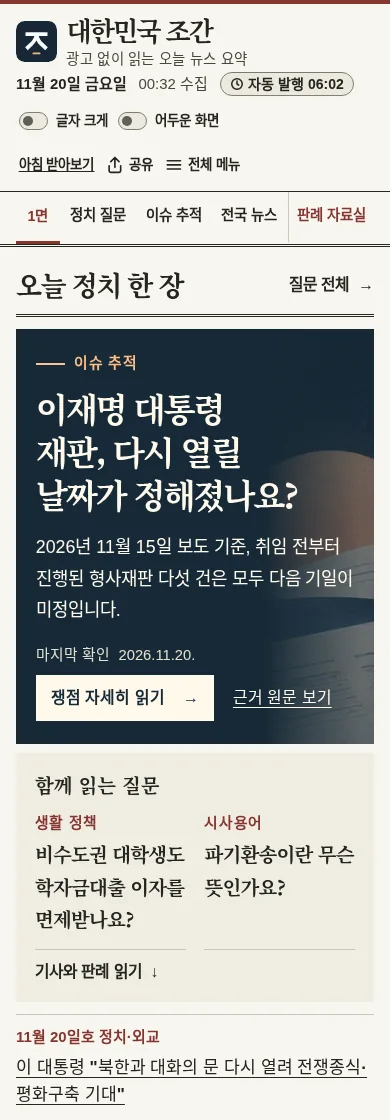 ㅈ
대한민국 조간
광고 없이 읽는 오늘 뉴스 요약
11월 20일 금요일 00:32 수집 자동 발행 06:02
글자 크게 어두운 화면
아침 받아보기 공유 전체 메뉴
1면 정치 질문 이슈 추적 전국 뉴스 판례 자료실
오늘 정치 한 장 질문 전체 →
이슈 추적
이재명 대통령
재판, 다시 열릴
날짜가 정해졌나요?
2026년 11월 15일 보도 기준, 취임 전부터
진행된 형사재판 다섯 건은 모두 다음 기일이
미정입니다.
마지막 확인 2026.11.20.
쟁점 자세히 읽기 → 근거 원문 보기
함께 읽는 질문
생활 정책 시사용어
비수도권 대학생도 파기환송이란 무슨
학자금대출 이자를 뜻인가요?
면제받나요?
기사와 판례 읽기 ↓
11월 20일호 정치·외교
이 대통령 "북한과 대화의 문 다시 열려 전쟁종식·
평화구축 기대"